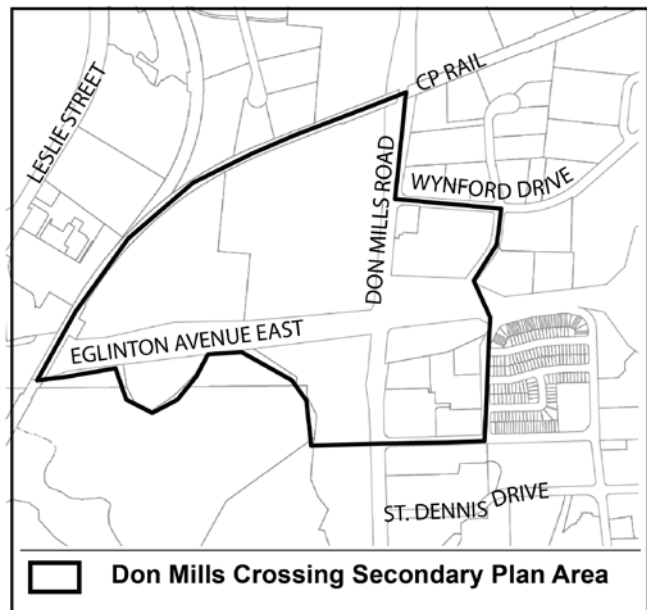 CP RAIL
LESLIE STREET
WYNFORD DRIVE
DON MILLS ROAD
EGLINTON AVENUE EAST
ST. DENNIS DRIVE
Don Mills Crossing Secondary Plan Area